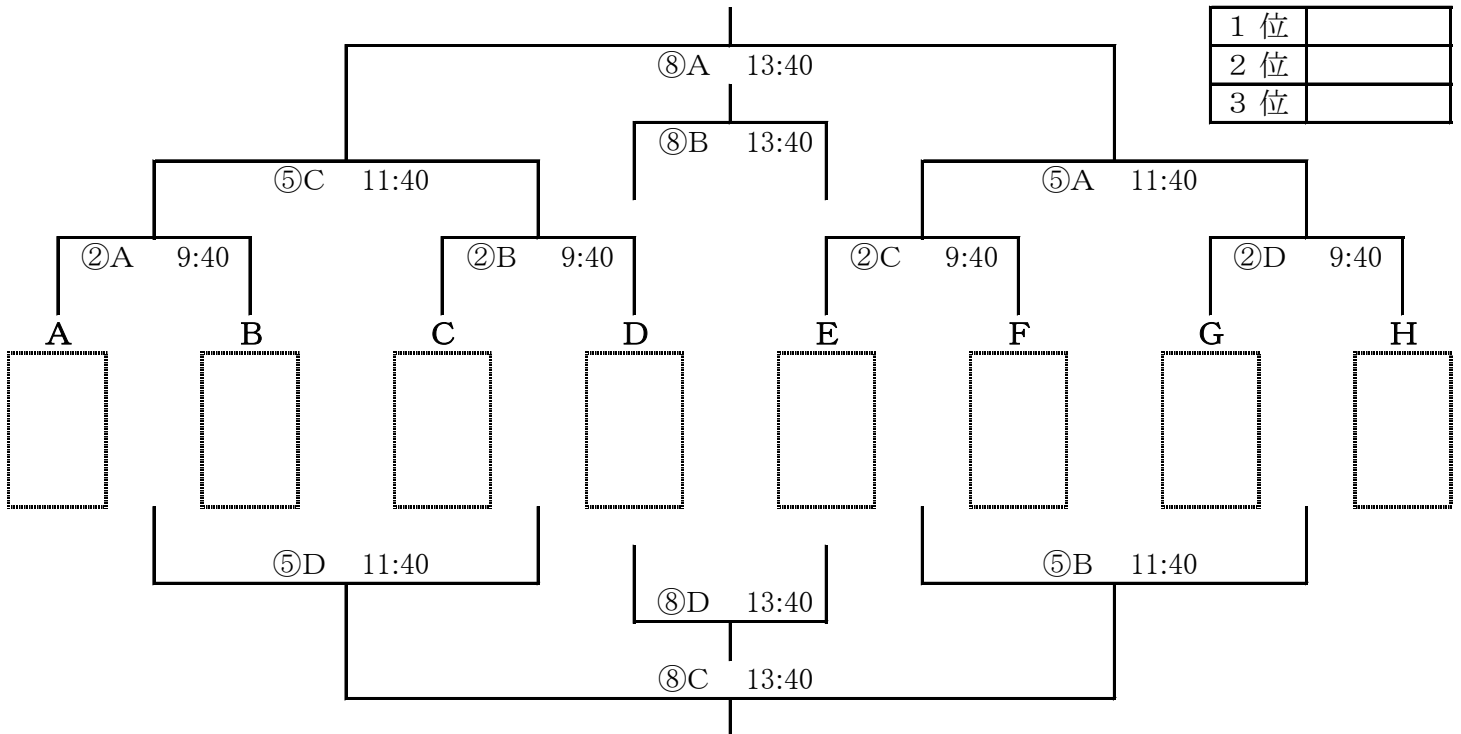 1 位
⑧A 13:40
2 位
3 位
⑧B 13:40
⑤C 11:40
⑤A 11:40
②A 9:40
②B 9:40
②C 9:40
②D 9:40
A B C D E F G H
⑤D 11:40
⑤B 11:40
⑧D 13:40
⑧C 13:40